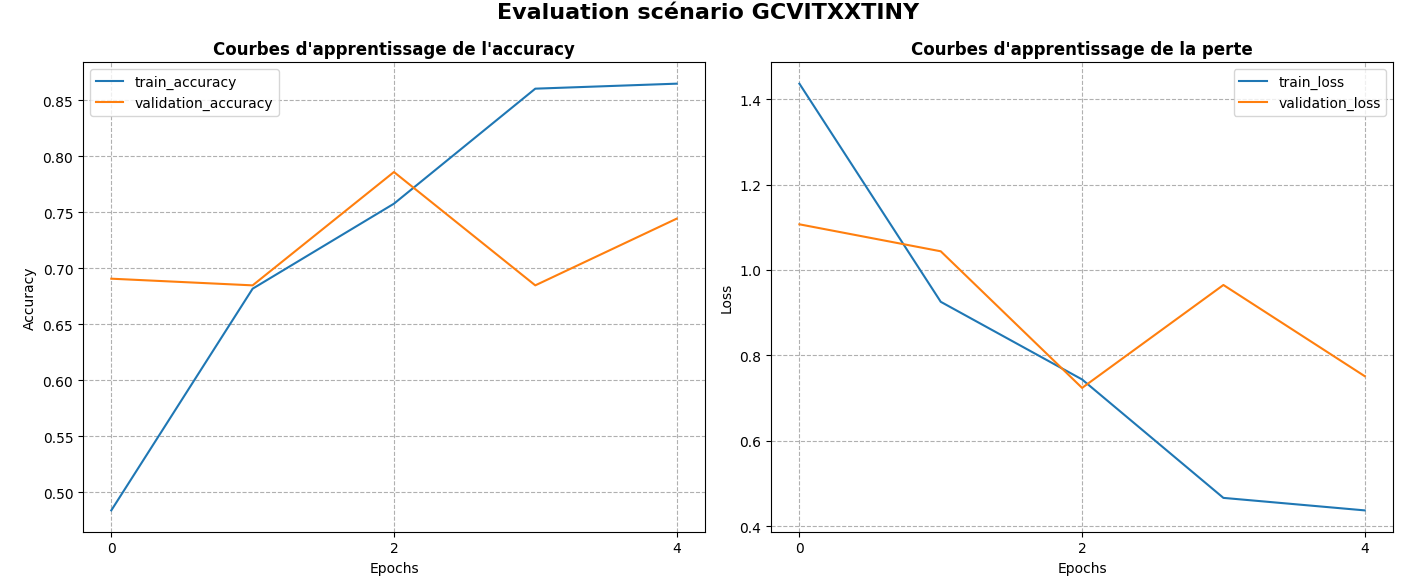 Evaluation scénario GCVITXXTINY
Courbes d'apprentissage de l'accuracy
train_accuracy
validation_accuracy
0.85
0.80
0.75
0.70
0.65
0.60
0.55
0.50
Accuracy
0
2
4
Epochs
Courbes d'apprentissage de la perte
train_loss
validation_loss
1.4
1.2
1.0
0.8
0.6
0.4
Loss
0
2
4
Epochs